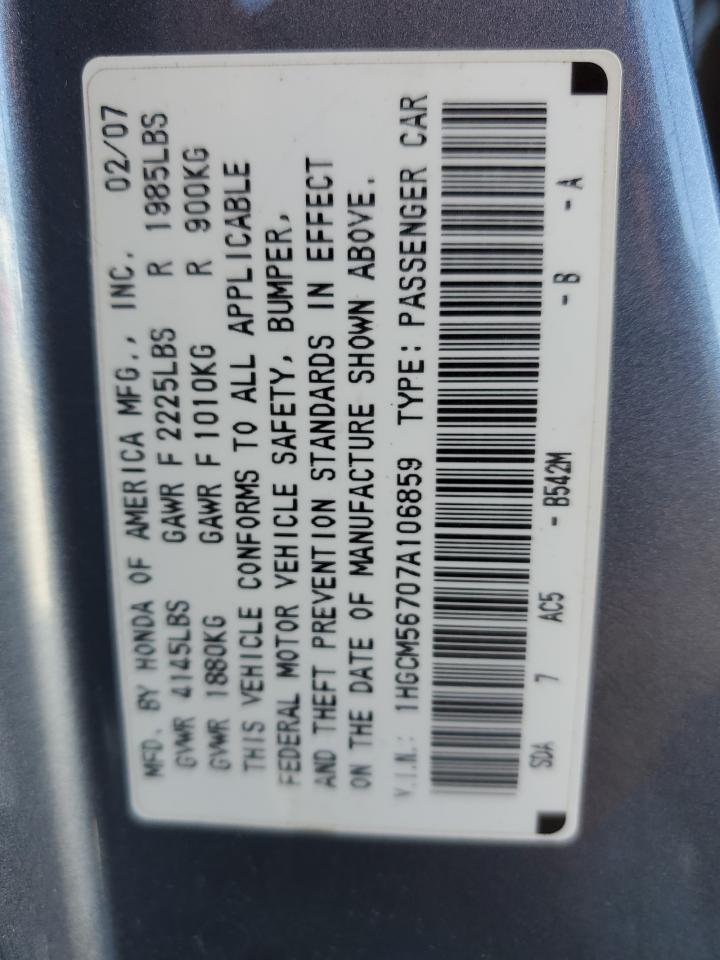 MFD. BY HONDA OF AMERICA MFG., INC. 02/07
GVWR 4145LBS GAWR F 2225LBS R 1985LBS
GVWR 1880KG GAWR F 1010KG R 900KG
THIS VEHICLE CONFORMS TO ALL APPLICABLE
FEDERAL MOTOR VEHICLE SAFETY, BUMPER,
AND THEFT PREVENTION STANDARDS IN EFFECT
ON THE DATE OF MANUFACTURE SHOWN ABOVE.
V.I.N.: 1HGCM56707A106859 TYPE: PASSENGER CAR
SDA 7 AC5 - B542M - B - A